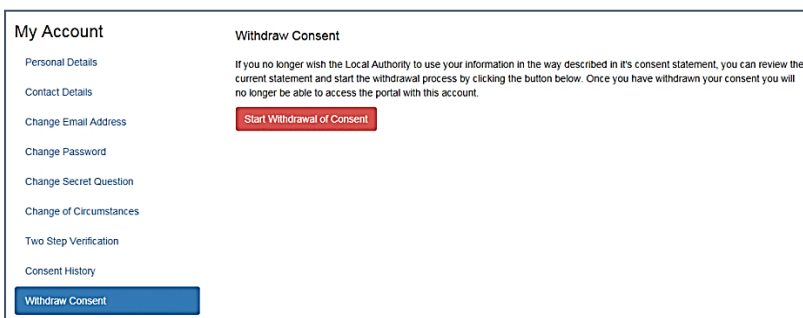 My Account
Personal Details
Contact Details
Change Email Address
Change Password
Change Secret Question
Change of Circumstances
Two Step Verification
Consent History
Withdraw Consent
Withdraw Consent
If you no longer wish the Local Authority to use your information in the way described in it's consent statement, you can review the
current statement and start the withdrawal process by clicking the button below. Once you have withdrawn your consent you will
no longer be able to access the portal with this account.
Start Withdrawal of Consent